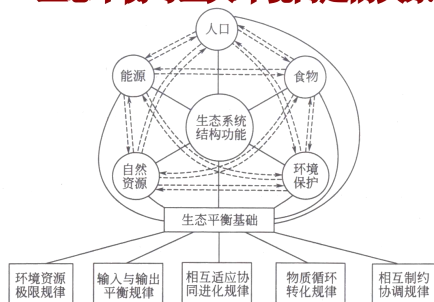 人口
能源
食物
生态系统
结构功能
自然
资源
环境
保护
生态平衡基础
环境资源
极限规律
输入与输出
平衡规律
相互适应协
同进化规律
物质循环
转化规律
相互制约
协调规律